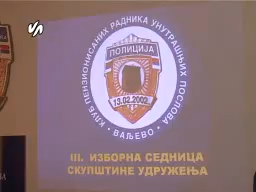 КЛУБ ПЕНЗИОНИСАНИХ РАДНИКА УНУТРАШЊИХ ПОСЛОВА
ПОЛИЦИЈА
13.02.2002.
• ВАЉЕВО •
III. ИЗБОРНА СЕДНИЦА
СКУПШТИНЕ УДРУЖЕЊА